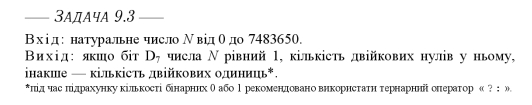 ЗАДАЧА 9.3
Вхід: натуральне число N від 0 до 7483650.
Вихід: якщо біт D₇ числа N рівний 1, кількість двійкових нулів у ньому,
інакше — кількість двійкових одиниць*.
*під час підрахунку кількості бінарних 0 або 1 рекомендовано використати тернарний оператор « ? : ».